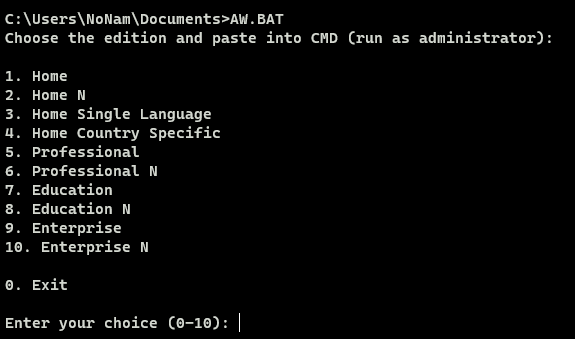 C:\Users\NoNam\Documents>AW.BAT
Choose the edition and paste into CMD (run as administrator):
1. Home
2. Home N
3. Home Single Language
4. Home Country Specific
5. Professional
6. Professional N
7. Education
8. Education N
9. Enterprise
10. Enterprise N
0. Exit
Enter your choice (0-10):